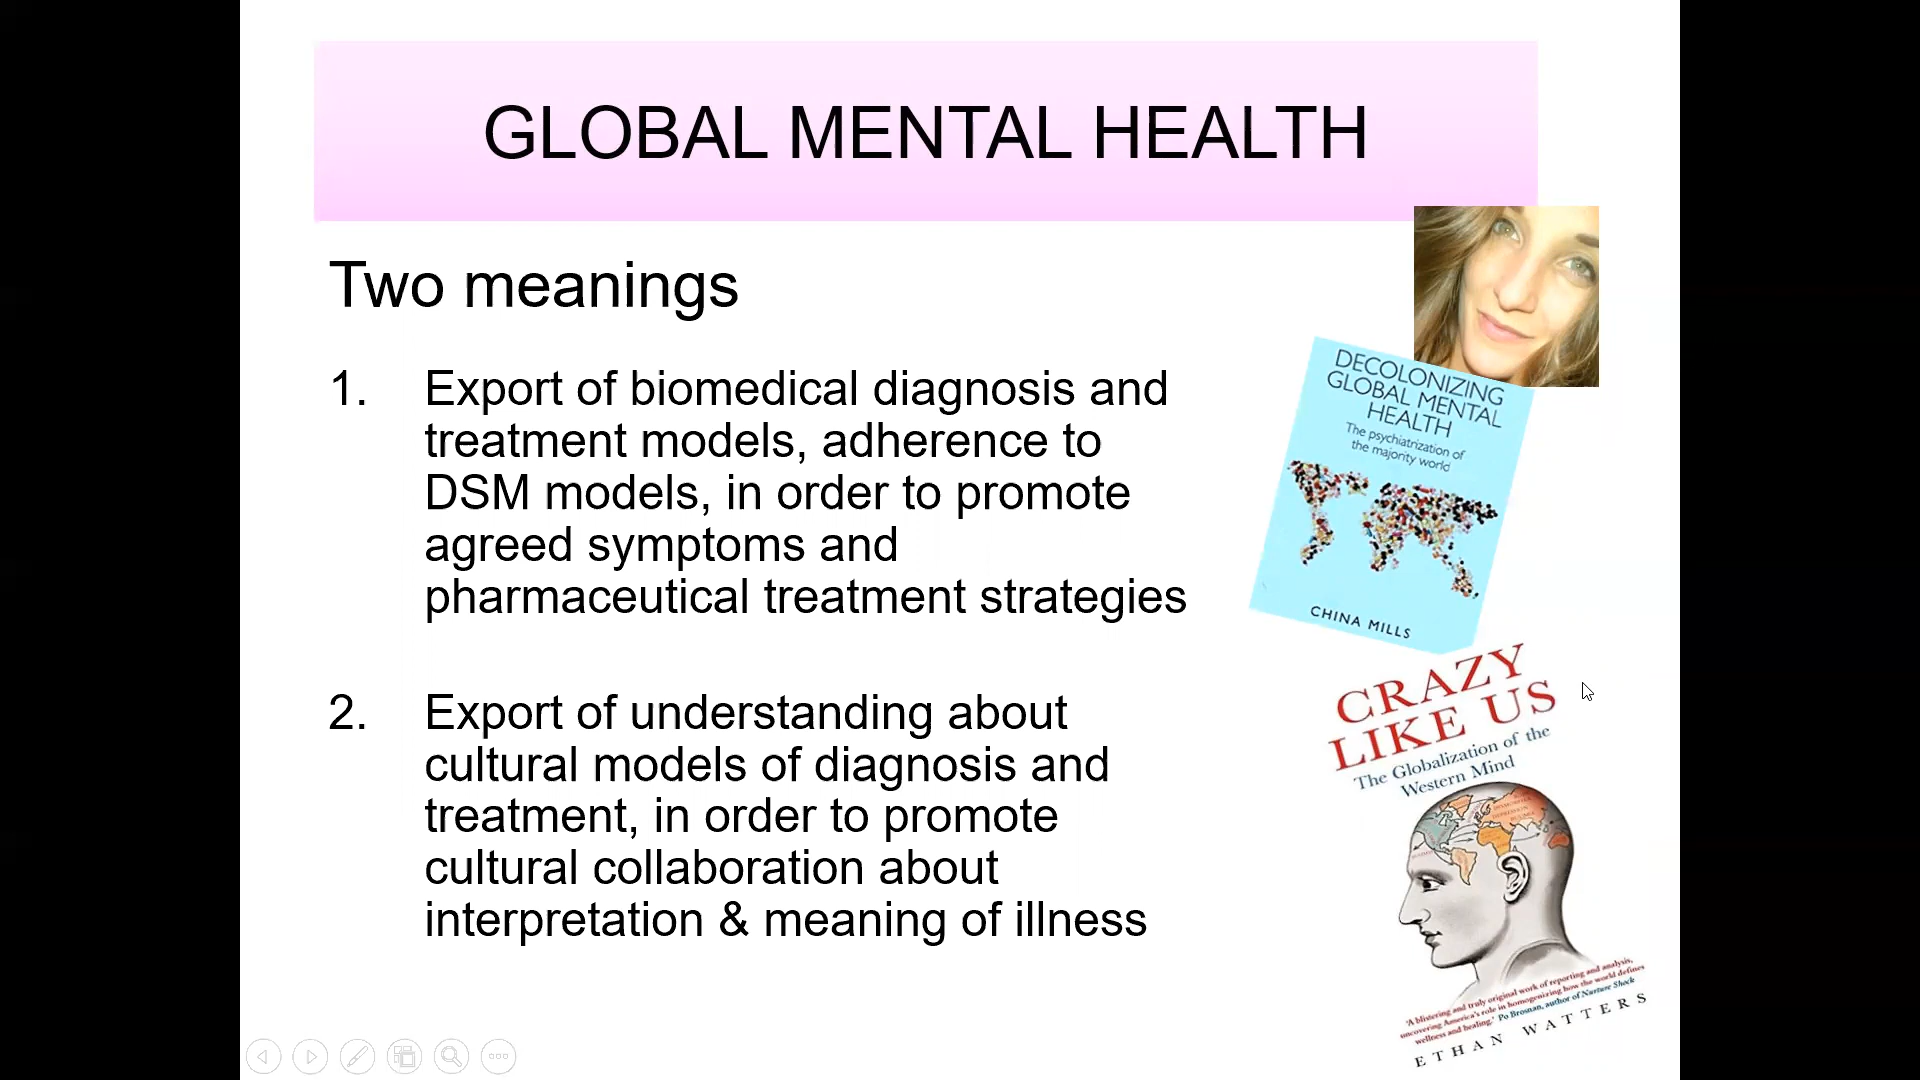 GLOBAL MENTAL HEALTH
Two meanings
1. Export of biomedical diagnosis and
treatment models, adherence to
DSM models, in order to promote
agreed symptoms and
pharmaceutical treatment strategies
2. Export of understanding about
cultural models of diagnosis and
treatment, in order to promote
cultural collaboration about
interpretation & meaning of illness
DECOLONIZING
GLOBAL MENTAL
HEALTH
The psychiatrization of
the majority world
CHINA MILLS
CRAZY
LIKE US
The Globalization of the
Western Mind
'A blistering and truly original work of reporting and analysis,
uncovering America's role in homogenizing how the world defines
wellness and healing.' Po Bronson, author of Nurture Shock
ETHAN WATTERS